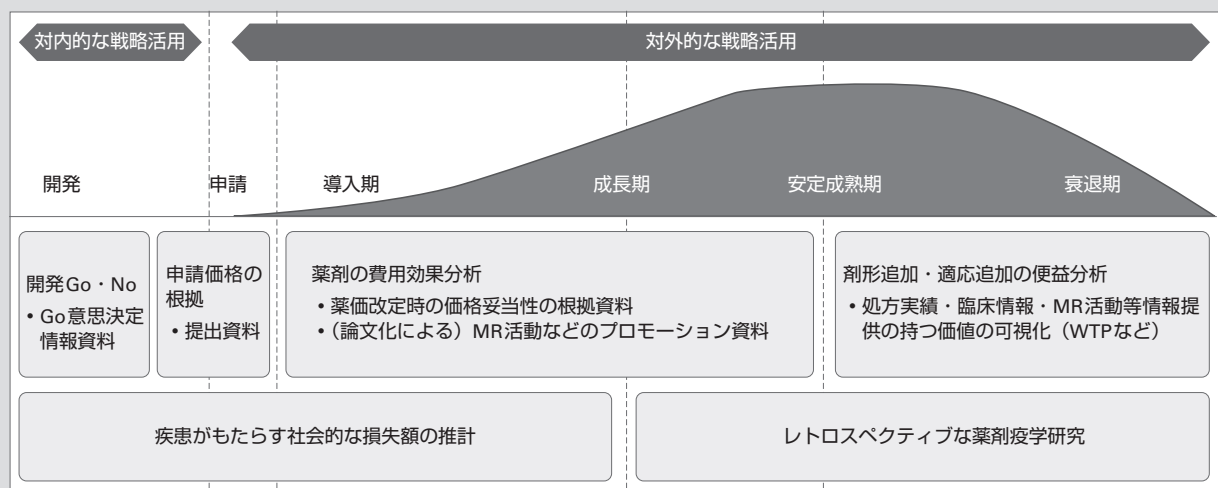 対内的な戦略活用
対外的な戦略活用
開発
申請
導入期
成長期
安定成熟期
衰退期
開発Go・No
• Go意思決定
情報資料
申請価格の
根拠
• 提出資料
薬剤の費用効果分析
• 薬価改定時の価格妥当性の根拠資料
• (論文化による) MR活動などのプロモーション資料
剤形追加・適応追加の便益分析
• 処方実績・臨床情報・MR活動等情報提
供の持つ価値の可視化(WTPなど)
疾患がもたらす社会的な損失額の推計
レトロスペクティブな薬剤疫学研究